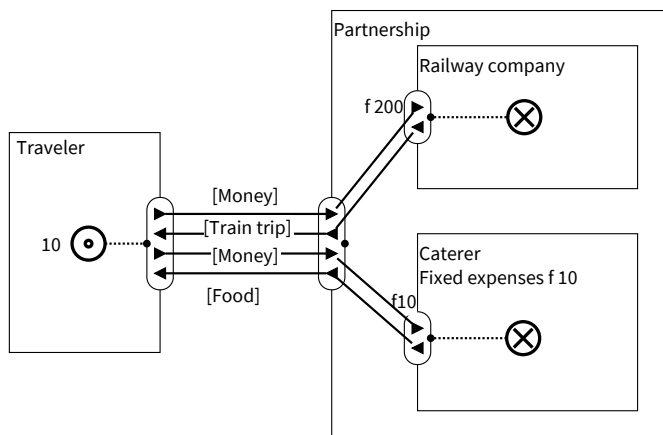 Partnership
Railway company
f 200
Traveler
[Money]
[Train trip]
10
[Money]
[Food]
Caterer
Fixed expenses f 10
f10